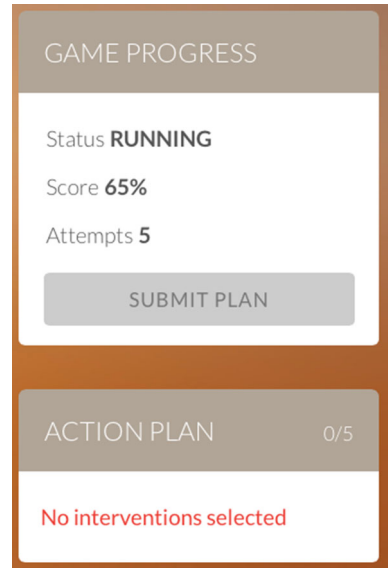 GAME PROGRESS
Status RUNNING
Score 65%
Attempts 5
SUBMIT PLAN
ACTION PLAN 0/5
No interventions selected